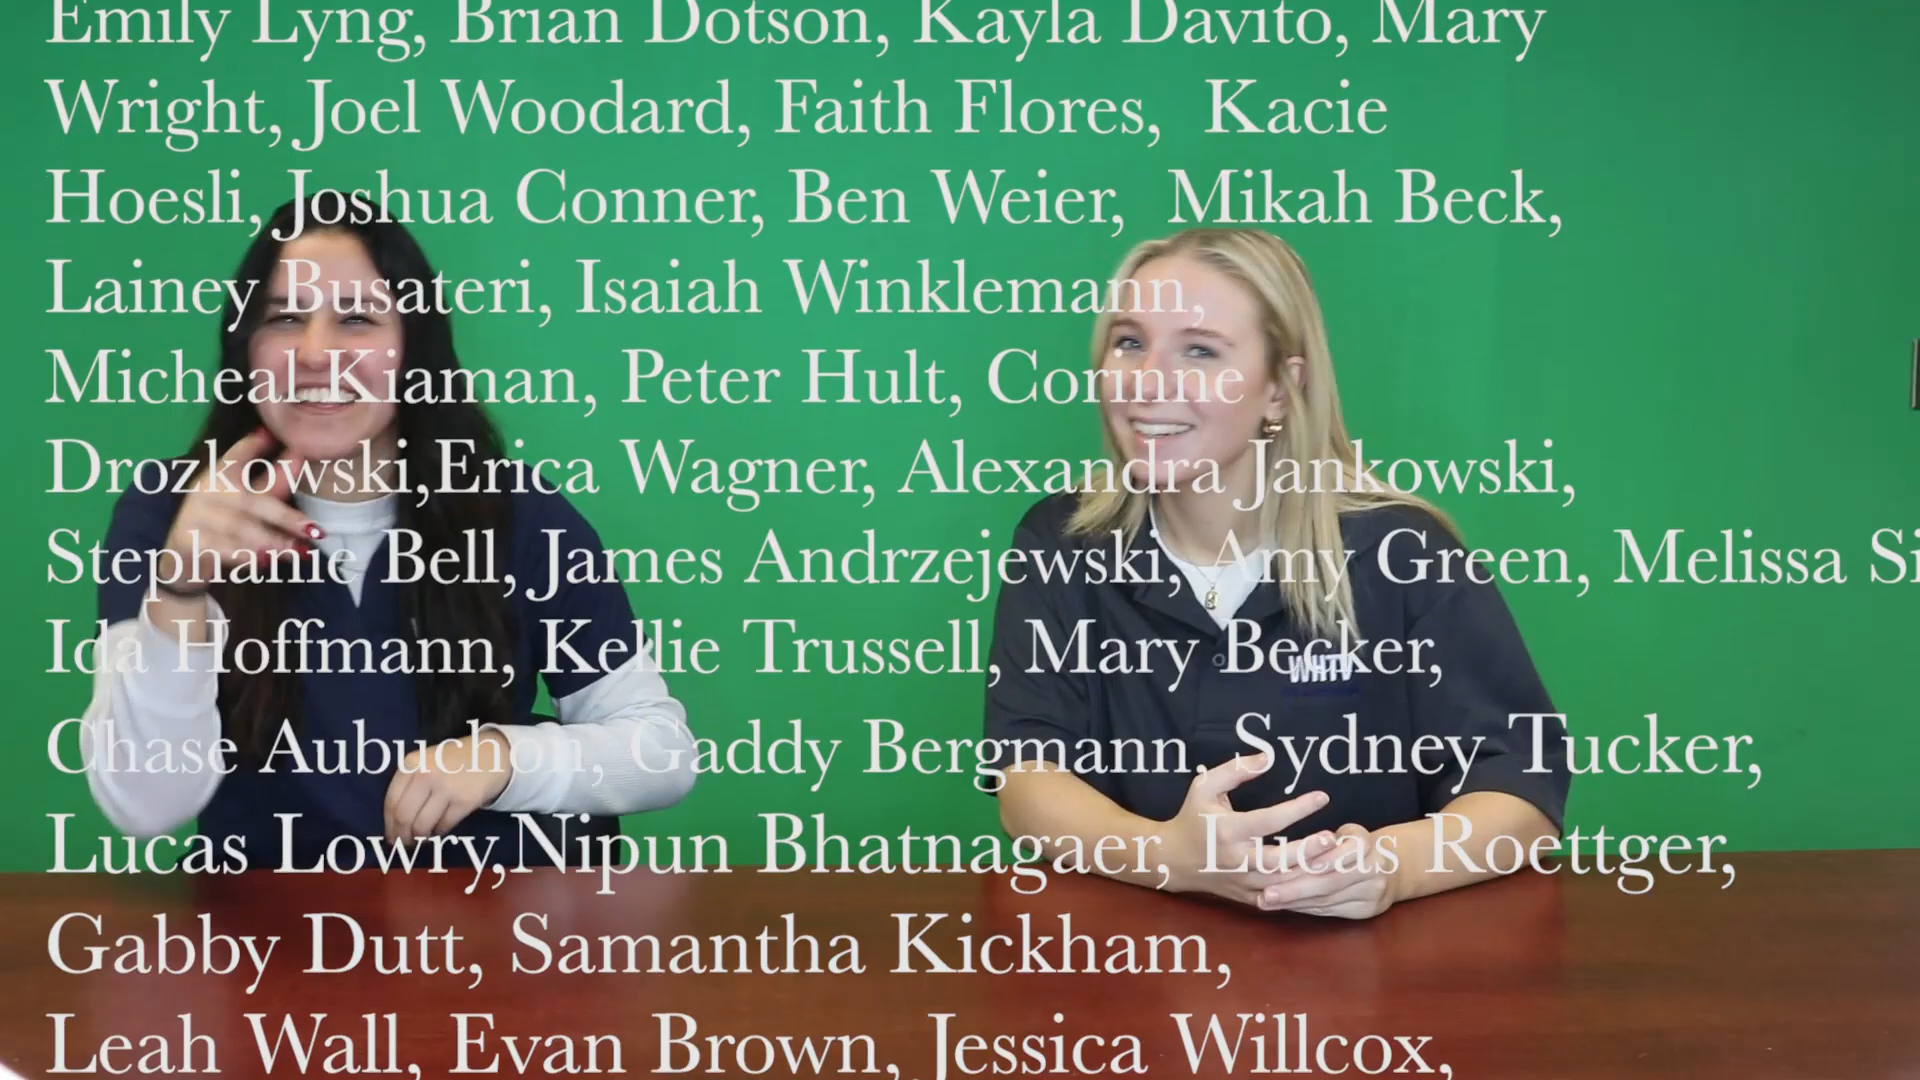 Emily Lyng, Brian Dotson, Kayla Davito, Mary
Wright, Joel Woodard, Faith Flores,  Kacie
Hoesli, Joshua Conner, Ben Weier,  Mikah Beck,
Lainey Busateri, Isaiah Winklemann,
Micheal Kiaman, Peter Hult, Corinne
Drozkowski,Erica Wagner, Alexandra Jankowski,
Stephanie Bell, James Andrzejewski, Amy Green, Melissa Si
Ida Hoffmann, Kellie Trussell, Mary Becker,
WHTV
Chase Aubuchon, Gaddy Bergmann, Sydney Tucker,
Lucas Lowry,Nipun Bhatnagaer, Lucas Roettger,
Gabby Dutt, Samantha Kickham,
Leah Wall, Evan Brown, Jessica Willcox,